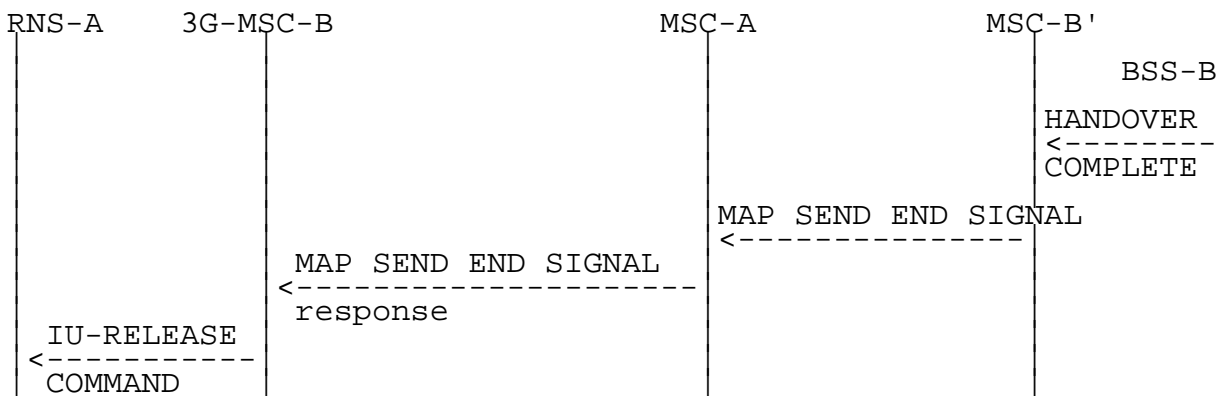 RNS-A 3G-MSC-B MSC-A MSC-B'
BSS-B
HANDOVER
COMPLETE
MAP SEND END SIGNAL
MAP SEND END SIGNAL
response
IU-RELEASE
COMMAND